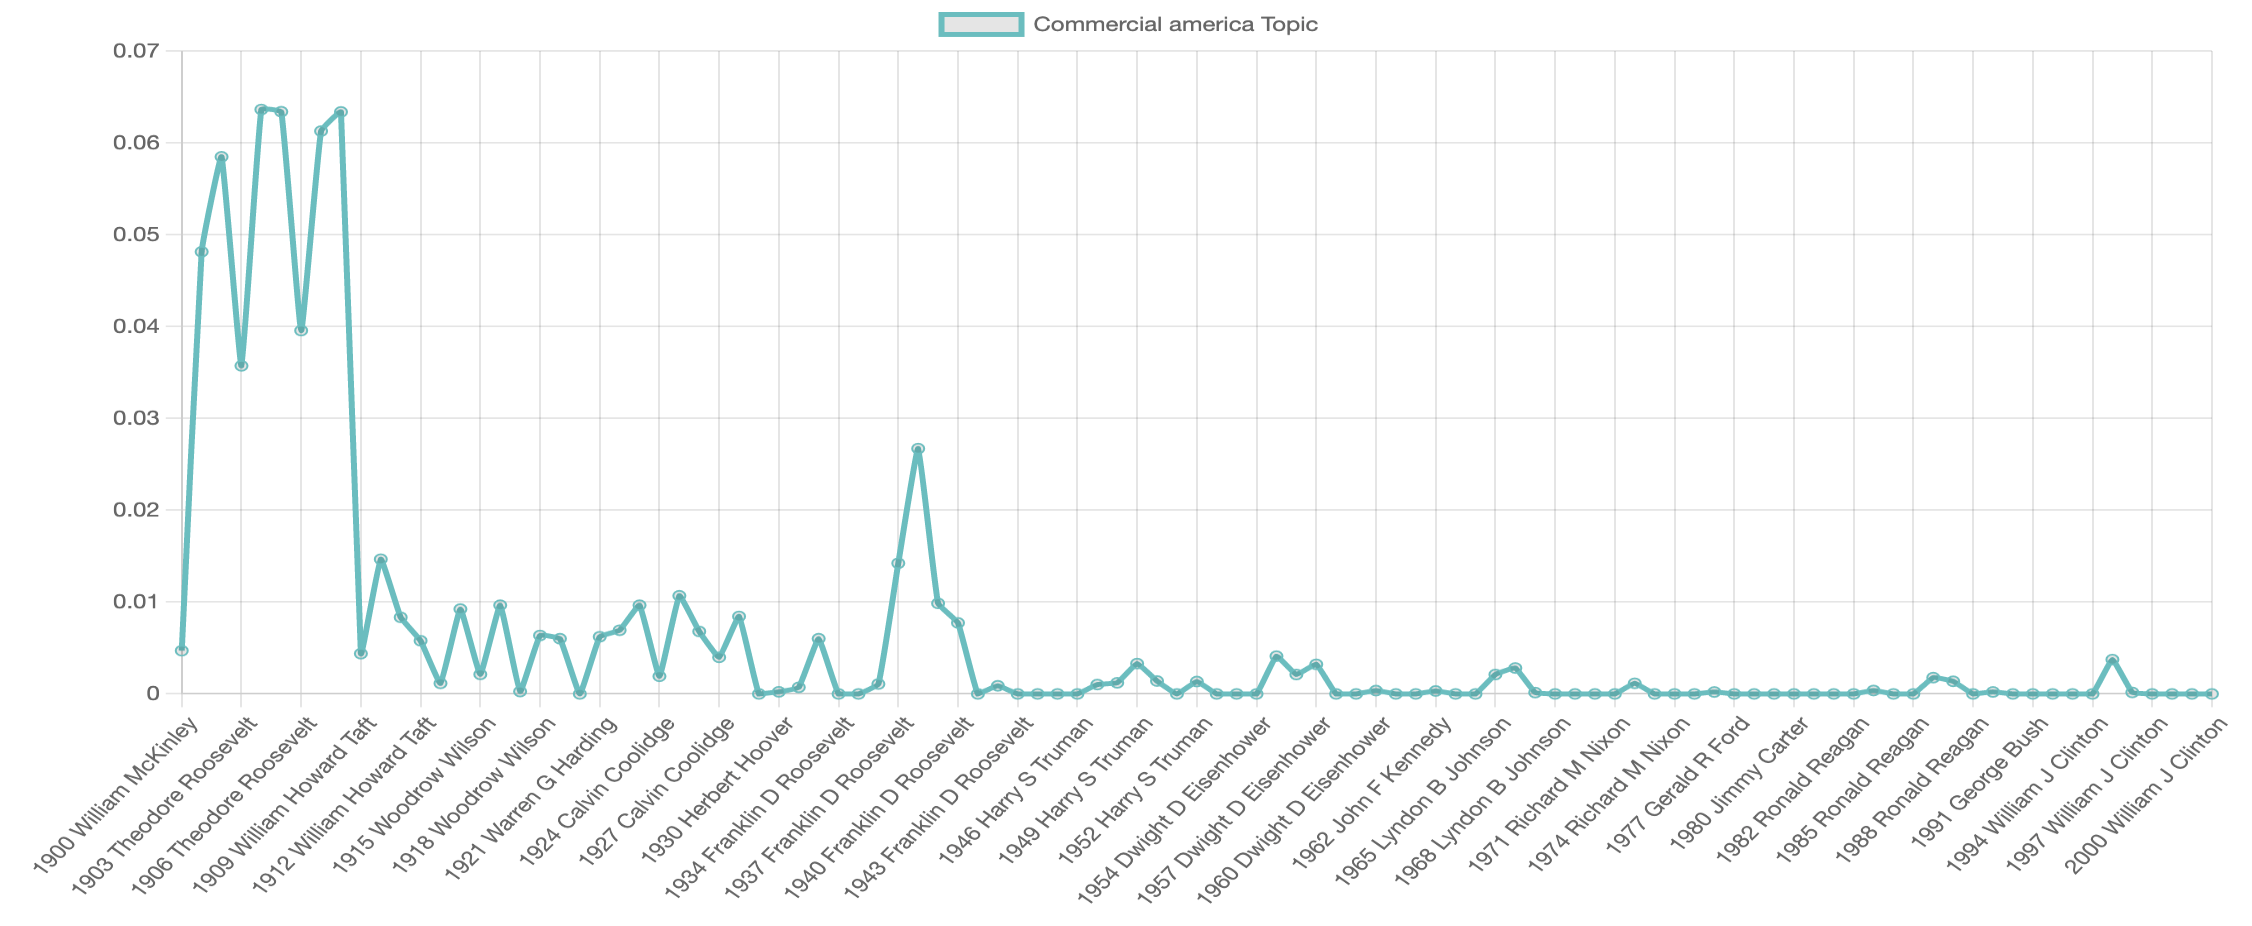 Commercial america Topic
0.07
0.06
0.05
0.04
0.03
0.02
0.01
0
1900 William McKinley
1903 Theodore Roosevelt
1906 Theodore Roosevelt
1909 William Howard Taft
1912 William Howard Taft
1915 Woodrow Wilson
1918 Woodrow Wilson
1921 Warren G Harding
1924 Calvin Coolidge
1927 Calvin Coolidge
1930 Herbert Hoover
1934 Franklin D Roosevelt
1937 Franklin D Roosevelt
1940 Franklin D Roosevelt
1943 Franklin D Roosevelt
1946 Harry S Truman
1949 Harry S Truman
1952 Harry S Truman
1954 Dwight D Eisenhower
1957 Dwight D Eisenhower
1960 Dwight D Eisenhower
1962 John F Kennedy
1965 Lyndon B Johnson
1968 Lyndon B Johnson
1971 Richard M Nixon
1974 Richard M Nixon
1977 Gerald R Ford
1980 Jimmy Carter
1982 Ronald Reagan
1985 Ronald Reagan
1988 Ronald Reagan
1991 George Bush
1994 William J Clinton
1997 William J Clinton
2000 William J Clinton